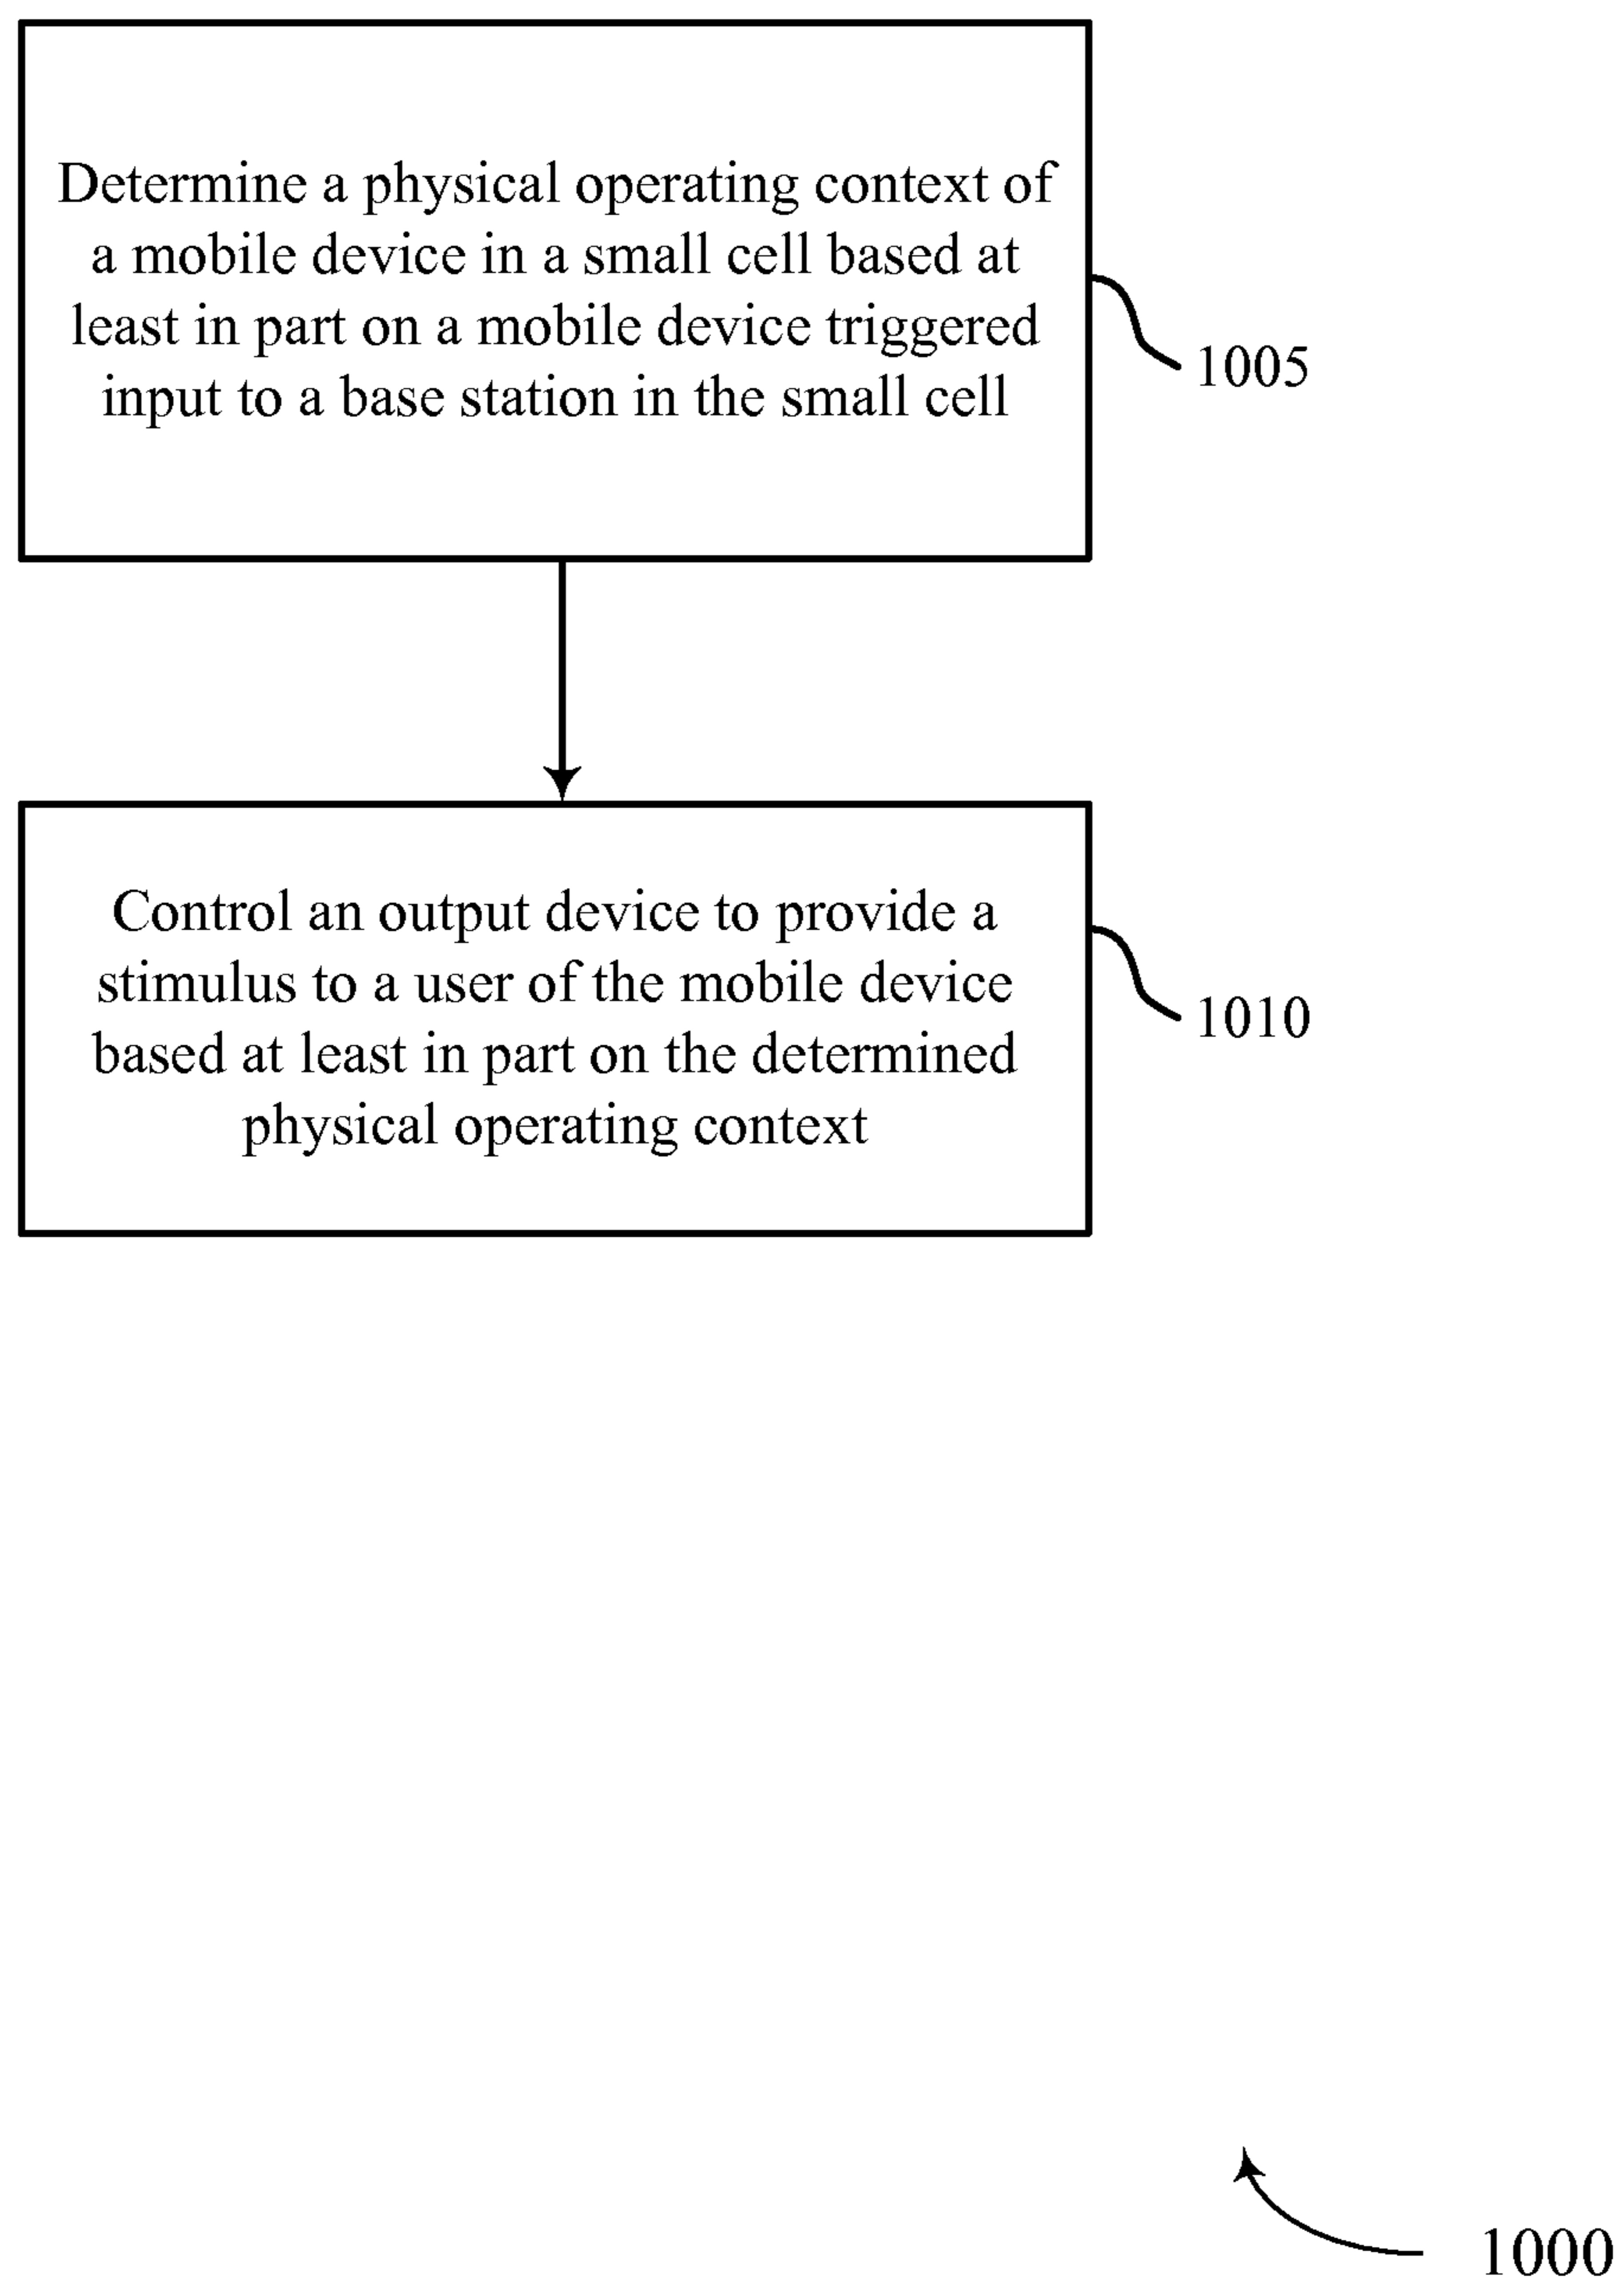 Determine a physical operating context of
a mobile device in a small cell based at
least in part on a mobile device triggered
input to a base station in the small cell
1005
Control an output device to provide a
stimulus to a user of the mobile device
based at least in part on the determined
physical operating context
1010
1000